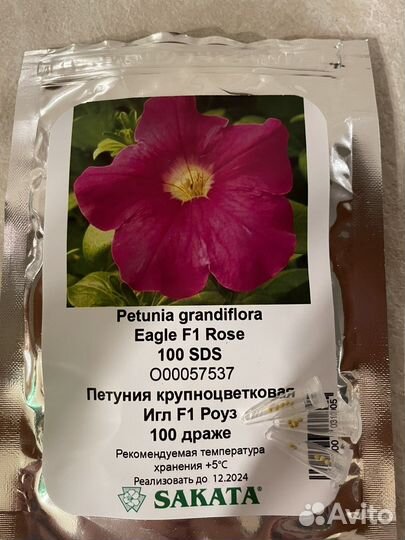 Petunia grandiflora
Eagle F1 Rose
100 SDS
O00057537
Петуния крупноцветковая
Игл F1 Роуз
100 драже
Рекомендуемая температура
хранения +5°C
Реализовать до 12.2024
SAKATA®
Avito